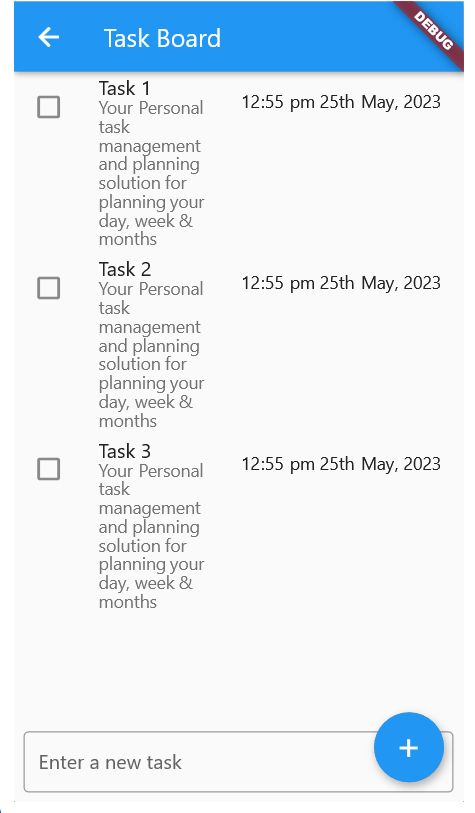 Task Board
DEBUG
Task 1
12:55 pm 25th May, 2023
Your Personal
task
management
and planning
solution for
planning your
day, week &
months
Task 2
12:55 pm 25th May, 2023
Your Personal
task
management
and planning
solution for
planning your
day, week &
months
Task 3
12:55 pm 25th May, 2023
Your Personal
task
management
and planning
solution for
planning your
day, week &
months
Enter a new task